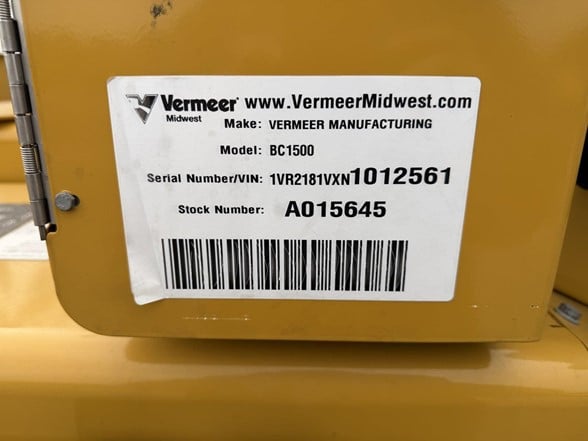 Vermeer® www.VermeerMidwest.com
Midwest
Make: VERMEER MANUFACTURING
Model: BC1500
Serial Number/VIN: 1VR2181VXN1012561
Stock Number: A015645